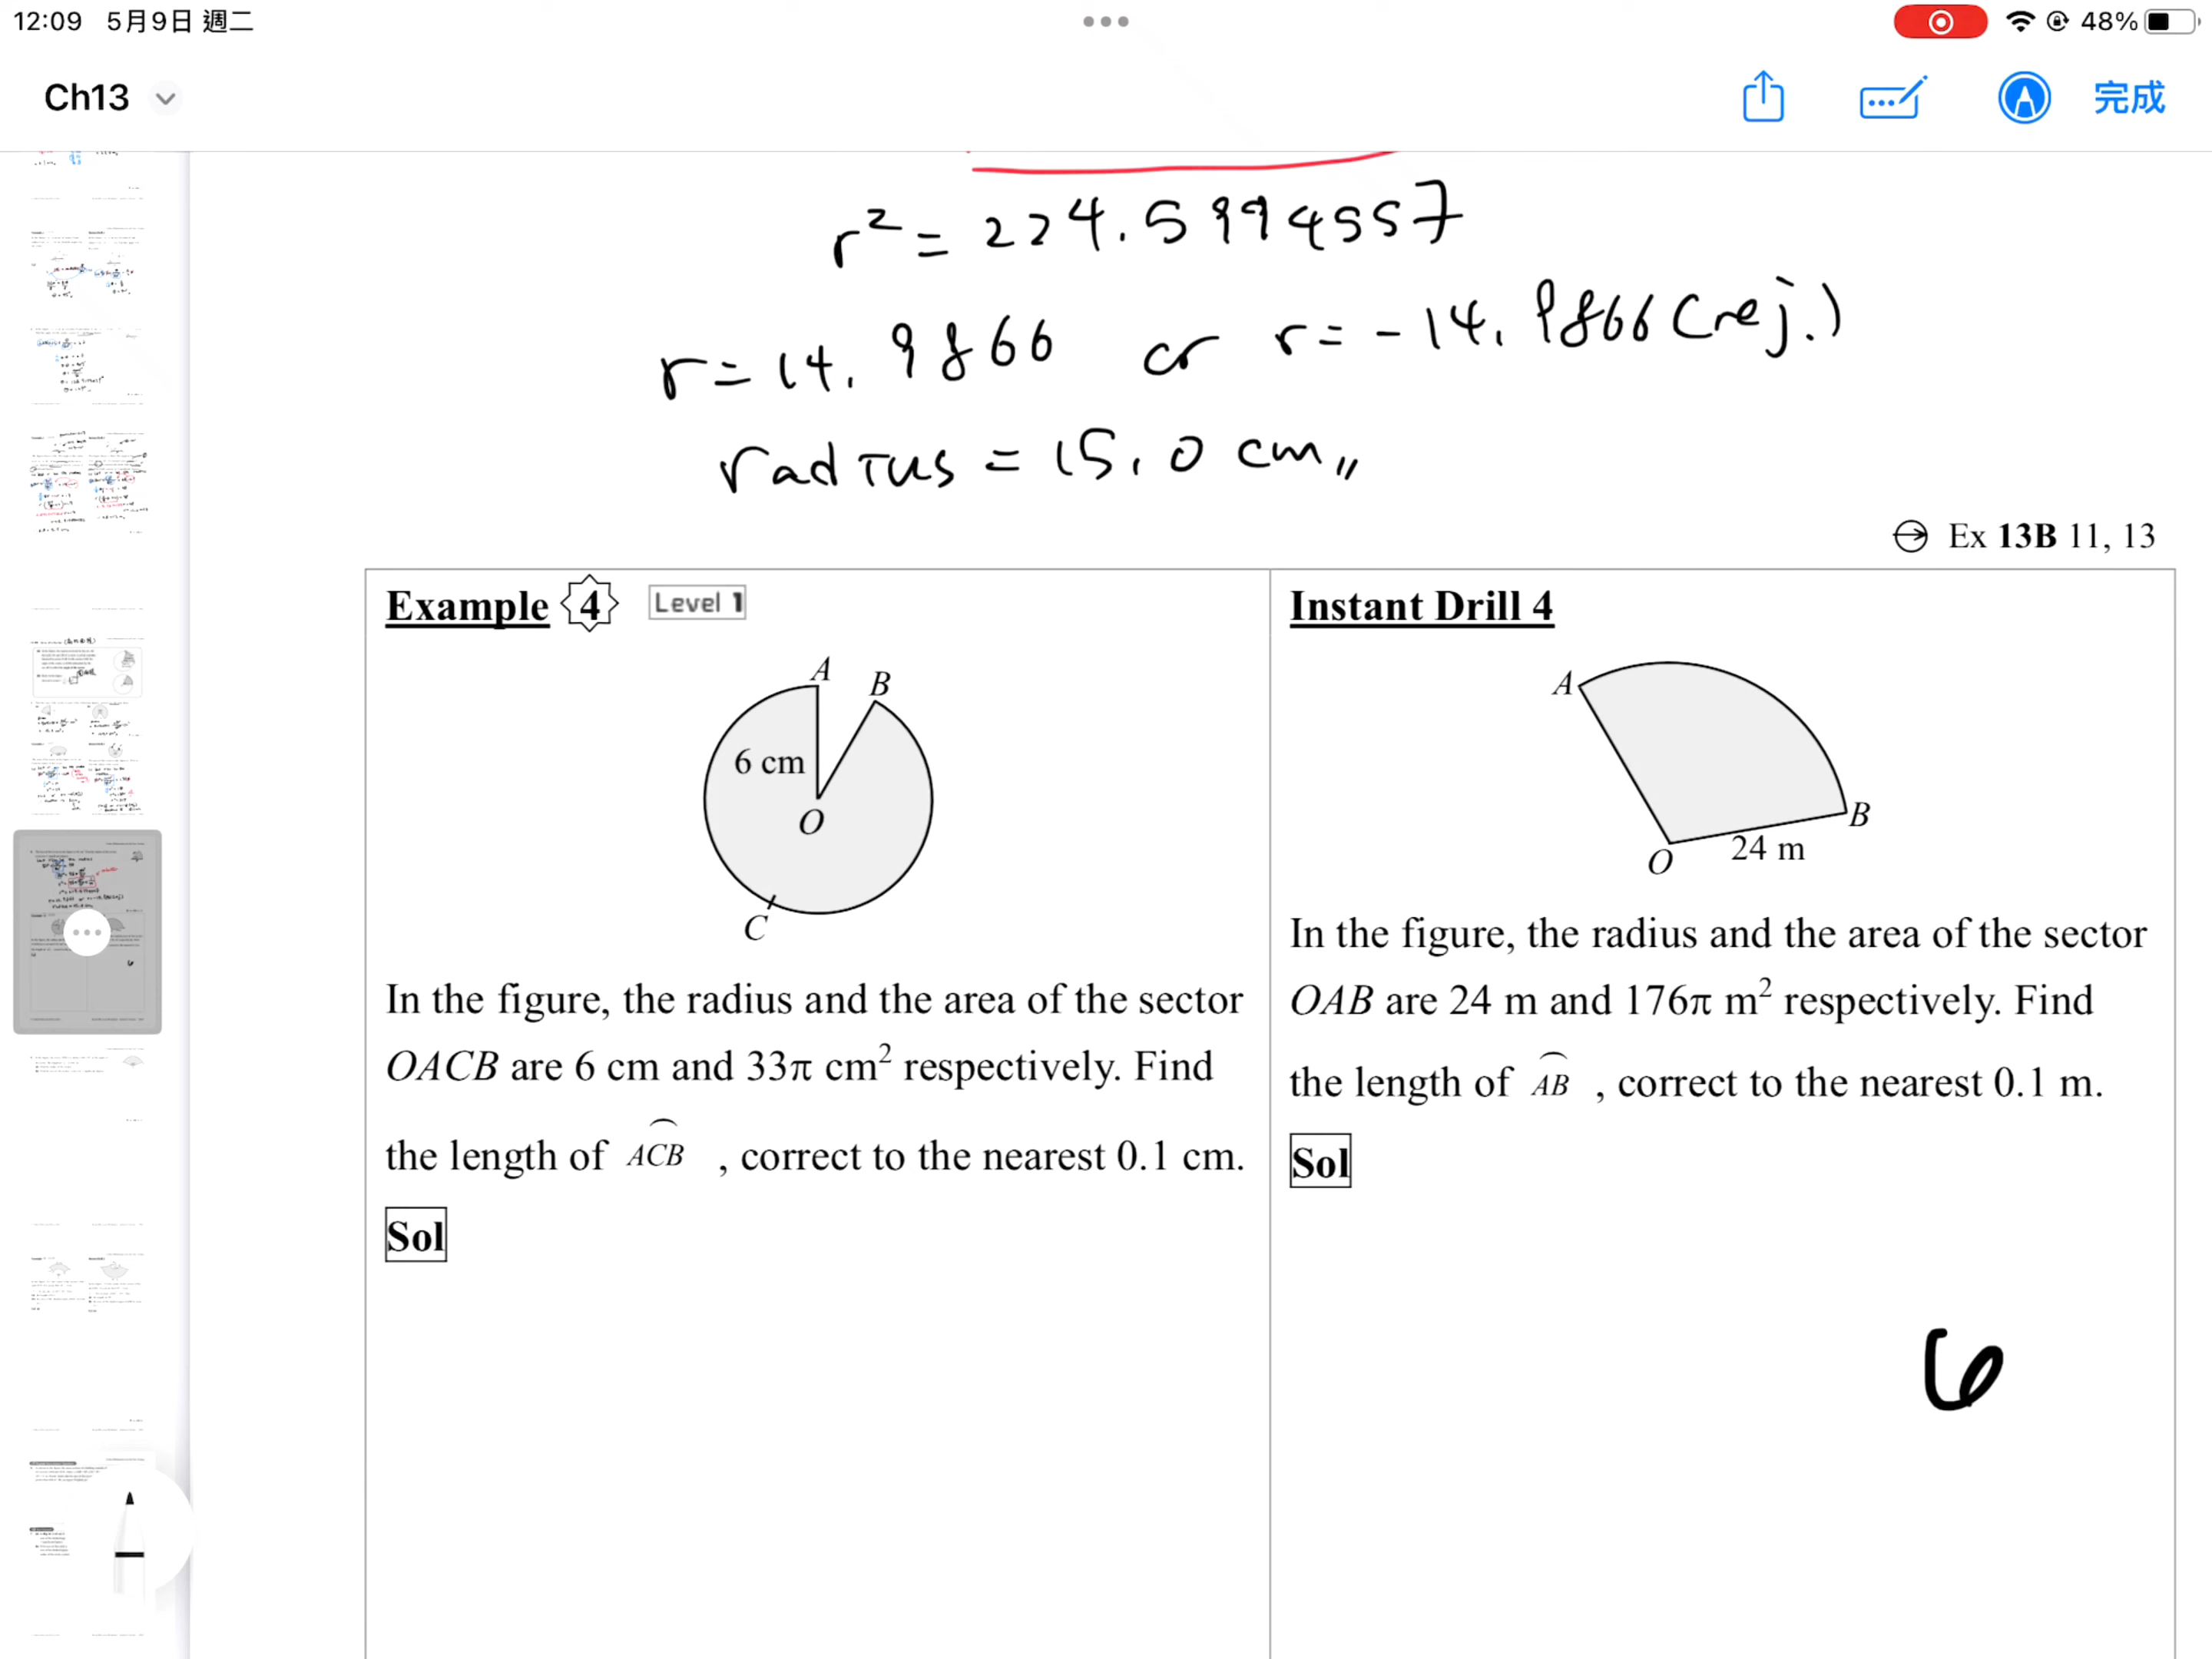 12:09 5月9日 週二
48%
Ch13
完成
r² = 224.5994557
r = 14.9866 or r = -14.9866 (rej.)
radius = 15.0 cm
Ex 13B 11, 13
Example 4 Level 1
A
B
6 cm
O
C
In the figure, the radius and the area of the sector
OACB are 6 cm and 33π cm² respectively. Find
the length of ACB , correct to the nearest 0.1 cm.
Sol
Instant Drill 4
A
B
24 m
O
In the figure, the radius and the area of the sector
OAB are 24 m and 176π m² respectively. Find
the length of AB , correct to the nearest 0.1 m.
Sol
6